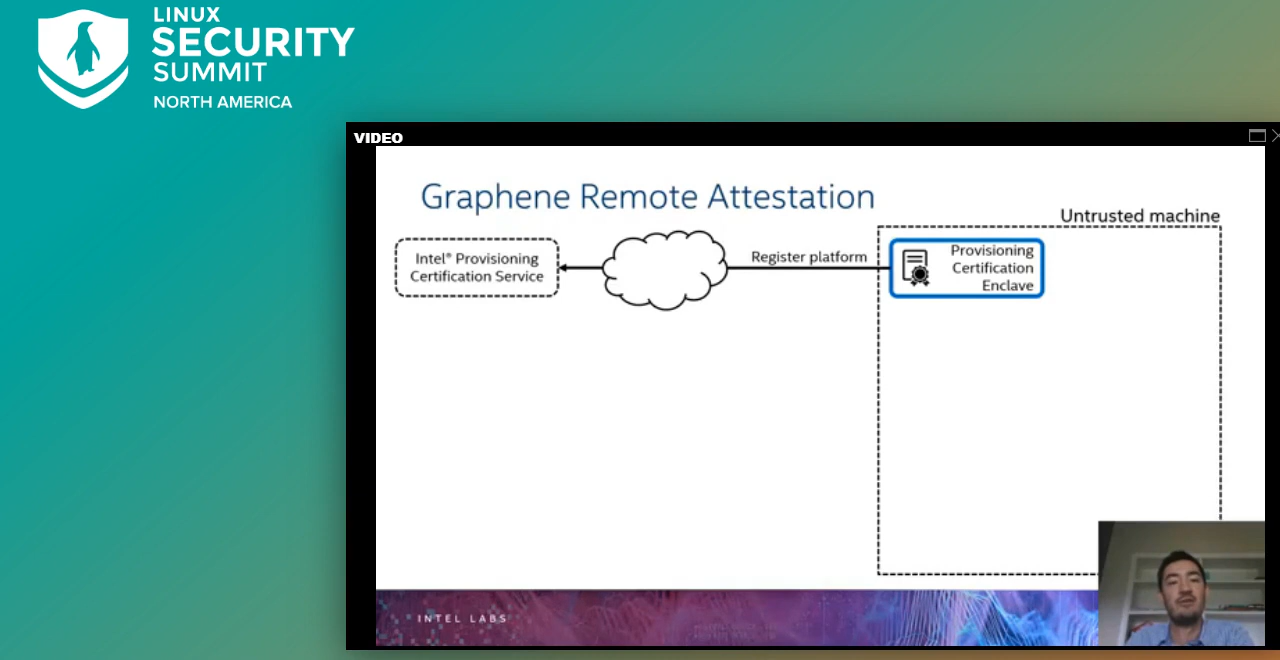 LINUX
SECURITY
SUMMIT
NORTH AMERICA
VIDEO
Graphene Remote Attestation
Untrusted machine
Intel® Provisioning
Certification Service
Register platform
Provisioning
Certification
Enclave
INTEL LABS